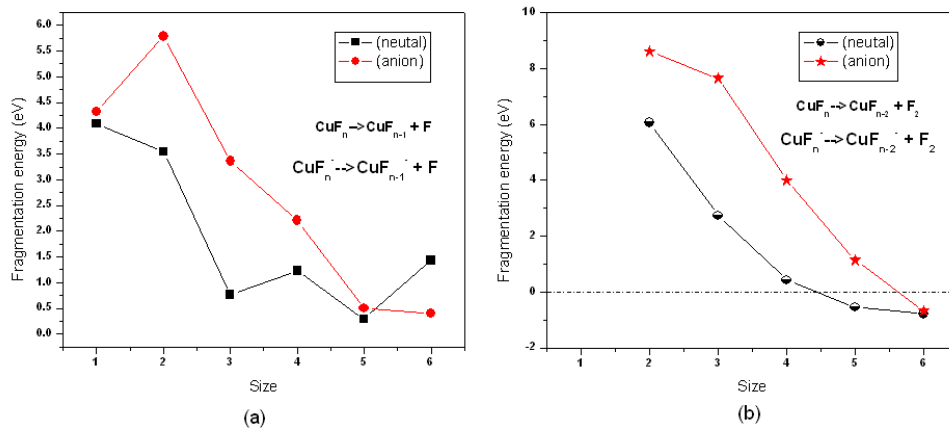 6.0
5.5
5.0
4.5
4.0
3.5
3.0
2.5
2.0
1.5
1.0
0.5
0.0
Fragmentation energy (eV)
(neutal)
(anion)
CuFn-->CuFn-1 + F
CuFn^- -->CuFn-1^- + F
1 2 3 4 5 6
Size
(a)
10
8
6
4
2
0
-2
Fragmentation energy (eV)
(neutal)
(anion)
CuFn-->CuFn-2 + F2
CuFn^- -->CuFn-2^- + F2
1 2 3 4 5 6
Size
(b)